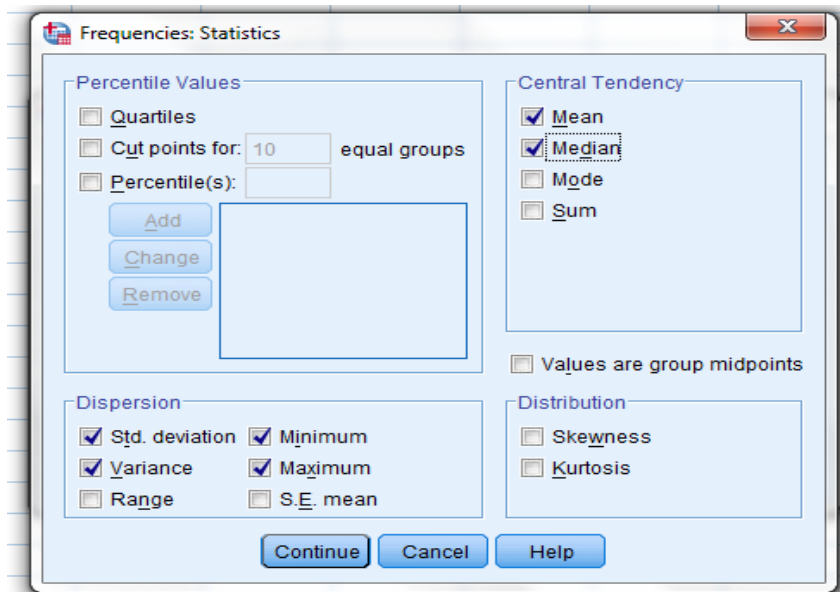 Frequencies: Statistics
Percentile Values
Quartiles
Cut points for: 10 equal groups
Percentile(s):
Add
Change
Remove
Central Tendency
Mean
Median
Mode
Sum
Values are group midpoints
Dispersion
Std. deviation Minimum
Variance Maximum
Range S.E. mean
Distribution
Skewness
Kurtosis
Continue Cancel Help